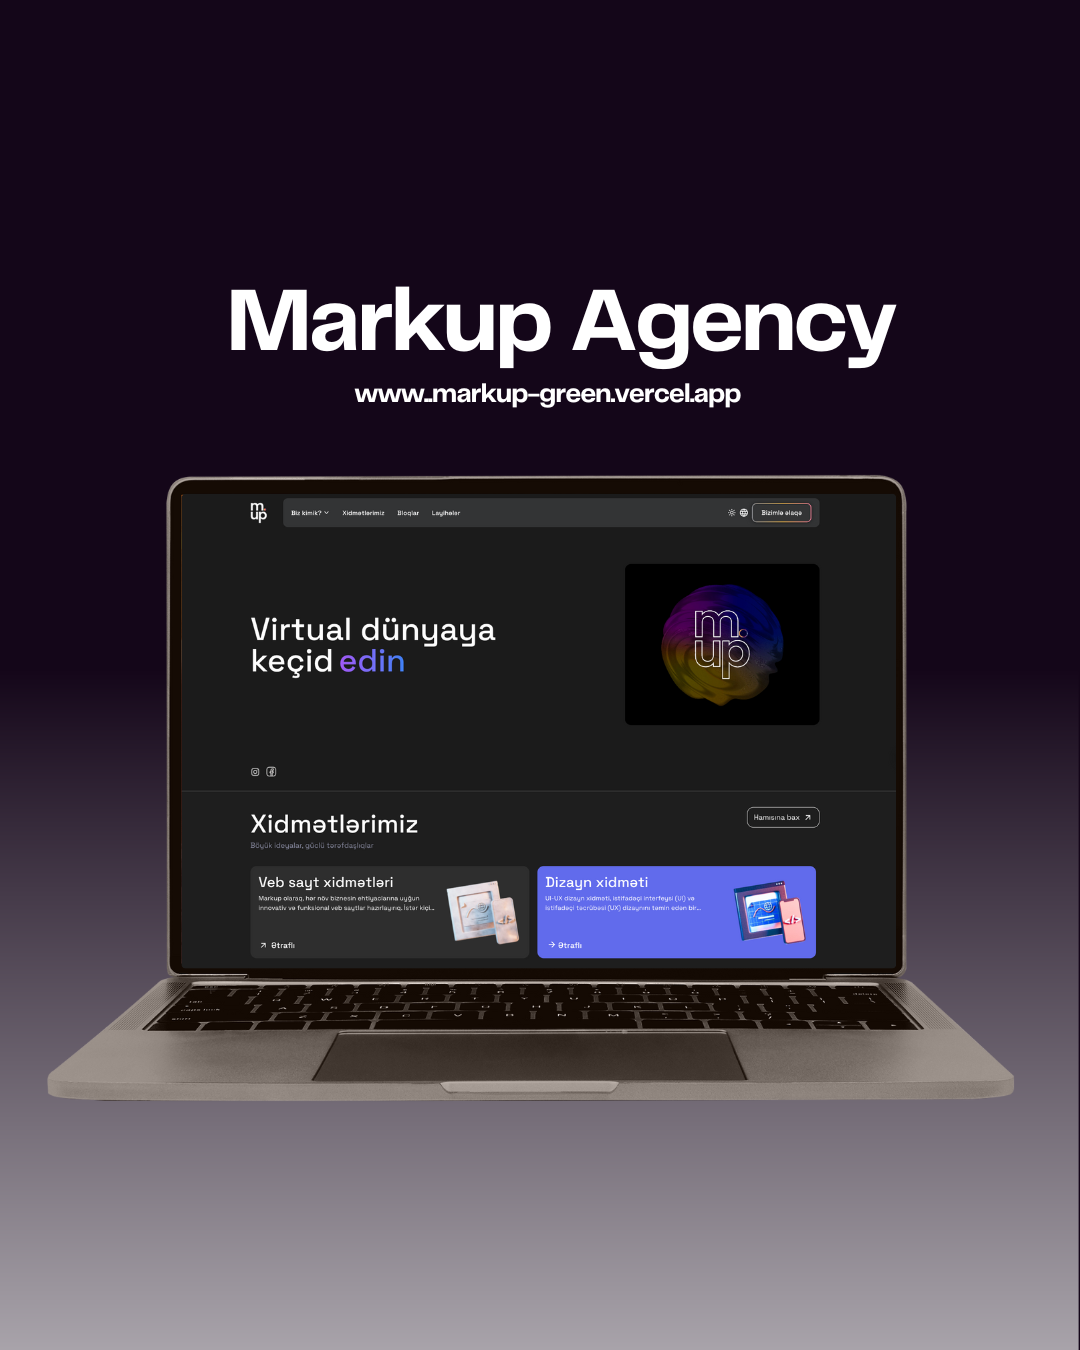 Markup Agency
www..markup-green.vercel.app
m.
up
Biz kimik?
Xidmətlərimiz
Bloqlar
Layihələr
Bizimlə əlaqə
Virtual dünyaya
keçid edin
m.
up
Xidmətlərimiz
Hamısına bax
Böyük ideyalar, güclü tərəfdaşlıqlar
Veb sayt xidmətləri
Markup olaraq, hər növ biznesin ehtiyaclarına uyğun
innovativ və funksional veb saytlar hazırlayırıq. İstər kiçi...
Ətraflı
Dizayn xidməti
UI-UX dizayn xidməti, istifadəçi interfeysi (UI) və
istifadəçi təcrübəsi (UX) dizaynını təmin edən bir...
Ətraflı